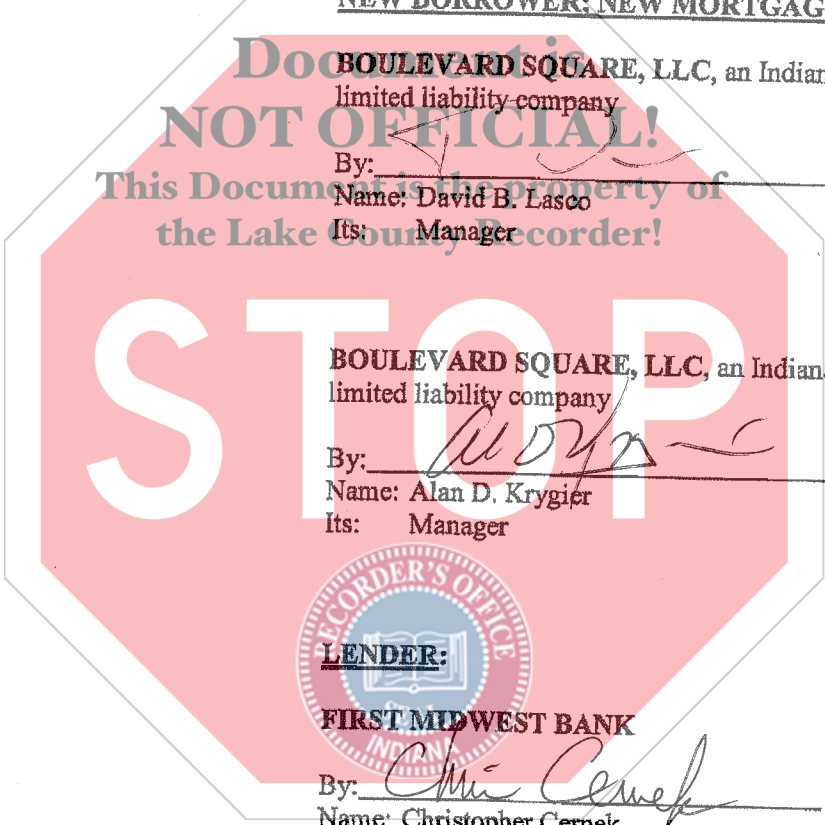 NEW BORROWER; NEW MORTGAG
Document is
BOULEVARD SQUARE, LLC, an Indian
limited liability company
NOT OFFICIAL!
By:
This Document is the property of
Name: David B. Lasco
the Lake County Recorder!
Its: Manager
STOP
BOULEVARD SQUARE, LLC, an Indian
limited liability company
By:
Name: Alan D. Krygier
Its: Manager
RECORDER'S OFFICE
LENDER:
FIRST MIDWEST BANK
INDIANA
By: Chris Cernek
Name: Christopher Cernek